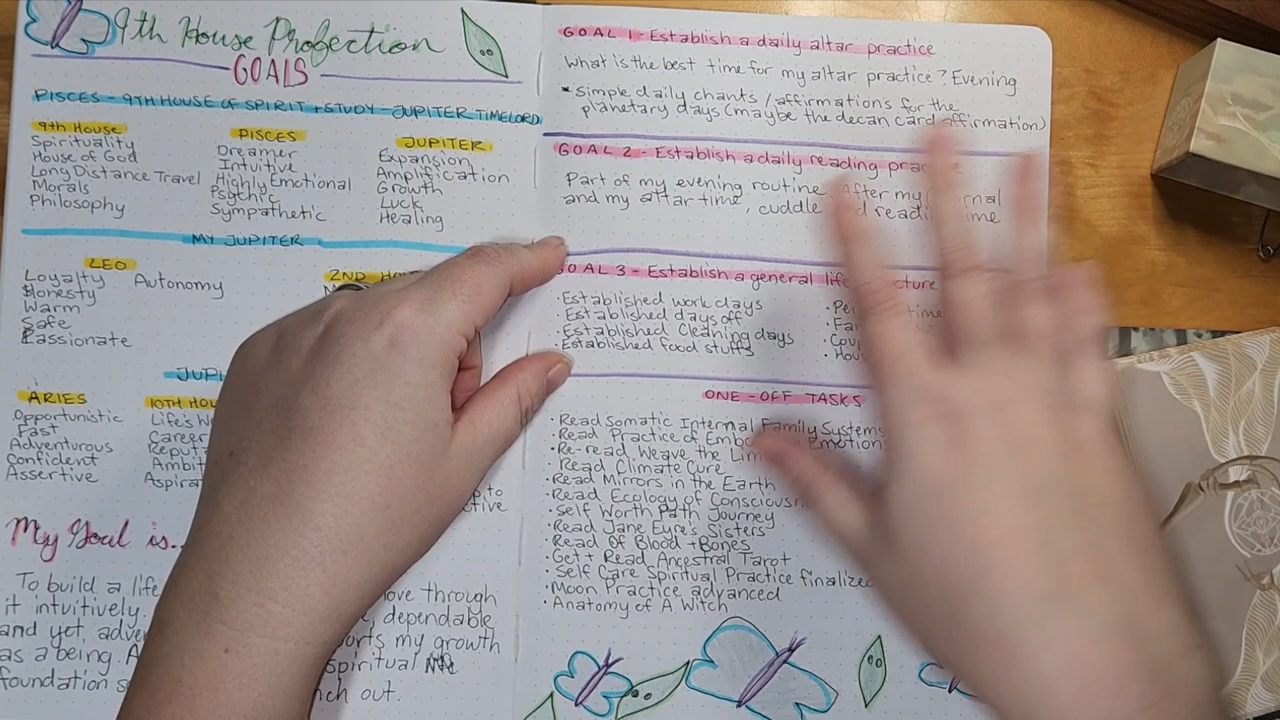 9th House Profection
GOALS
PISCES - 9TH HOUSE OF SPIRIT + STUDY - JUPITER TIMELORD
9th House
Spirituality
House of God
Long Distance Travel
Morals
Philosophy
PISCES
Dreamer
Intuitive
Highly Emotional
Psychic
Sympathetic
JUPITER
Expansion
Amplification
Growth
Luck
Healing
MY JUPITER
LEO
Loyalty Autonomy
Honesty
Warm
Safe
Passionate
2ND
ARIES
Opportunistic
Fast
Adventurous
Confident
Assertive
10TH
Life's
Career
My Goal is..
To build a life
it intuitively.
and yet,
as a being.
foundation
move through
dependable
my growth
spiritual
out.
GOAL 1 - Establish a daily altar practice
What is the best time for my altar practice? Evening
* simple daily chants / affirmations for the
planetary days (maybe the decan card affirmation)
GOAL 2 - Establish a daily reading
Part of my evening routine. After my
and my altar time, cuddle
GOAL 3 - Establish a general
· Established work days
Established days off
· Established Cleaning days
· Established food stuffs
ONE-OFF TASKS
· Read Somatic Internal Family Systems
· Read Practice of Emotion
· Re-read Weave the
Read Climate Cure
· Read Mirrors in the Earth
· Read Ecology of
· Self Worth Path Journey
· Read Jane Eyre's Sisters
· Read Of Blood + Bones
· Get + Read Ancestral Tarot
· Self Care Spiritual Practice finalized
· Moon Practice advanced
· Anatomy of A Witch